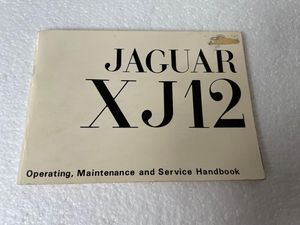 JAGUAR
XJ12
Operating, Maintenance and Service Handbook